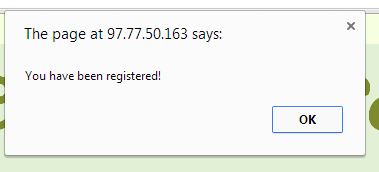 The page at 97.77.50.163 says:
You have been registered!
OK